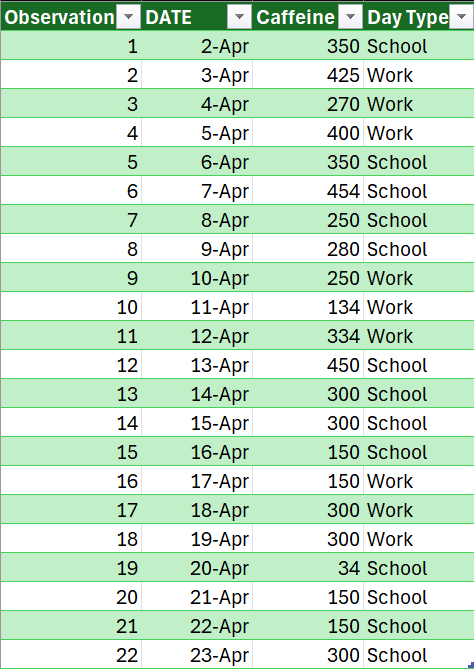 Observation DATE Caffeine Day Type
1 2-Apr 350 School
2 3-Apr 425 Work
3 4-Apr 270 Work
4 5-Apr 400 Work
5 6-Apr 350 School
6 7-Apr 454 School
7 8-Apr 250 School
8 9-Apr 280 School
9 10-Apr 250 Work
10 11-Apr 134 Work
11 12-Apr 334 Work
12 13-Apr 450 School
13 14-Apr 300 School
14 15-Apr 300 School
15 16-Apr 150 School
16 17-Apr 150 Work
17 18-Apr 300 Work
18 19-Apr 300 Work
19 20-Apr 34 School
20 21-Apr 150 School
21 22-Apr 150 School
22 23-Apr 300 School